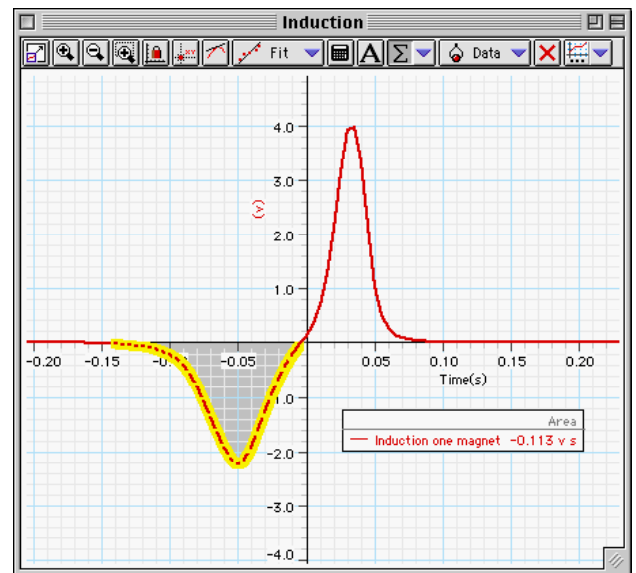 Induction
Fit
A
Σ
Data
4.0
3.0
2.0
1.0
-1.0
-2.0
-3.0
-4.0
(v)
-0.20 -0.15 -0.05 0.05 0.10 0.15 0.20
Time(s)
Area
Induction one magnet -0.113 v s